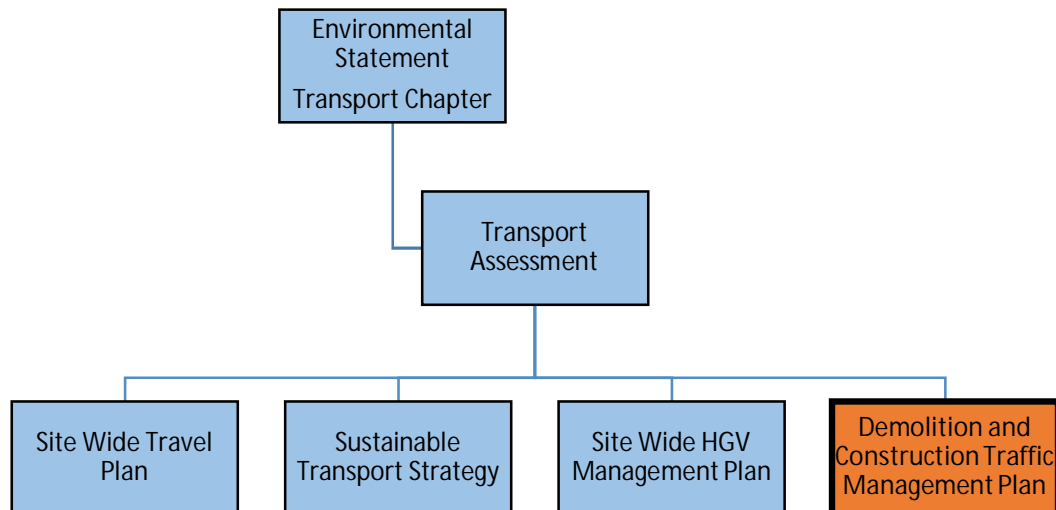 Environmental
Statement
Transport Chapter
Transport
Assessment
Site Wide Travel
Plan
Sustainable
Transport Strategy
Site Wide HGV
Management Plan
Demolition and
Construction Traffic
Management Plan